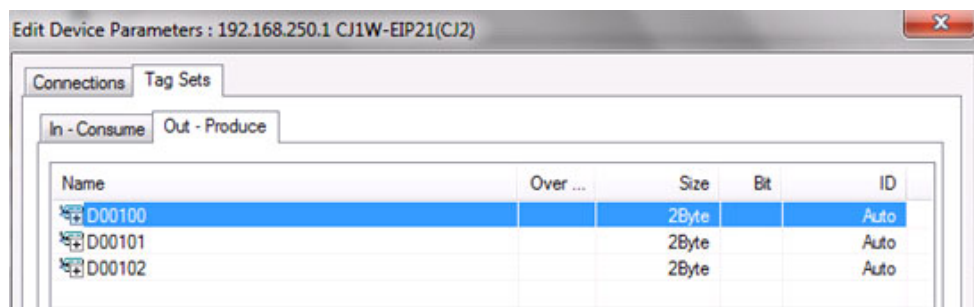 Edit Device Parameters : 192.168.250.1 CJ1W-EIP21(CJ2)
Connections Tag Sets
In - Consume Out - Produce
Name Over ... Size Bit ID
D00100 2Byte Auto
D00101 2Byte Auto
D00102 2Byte Auto